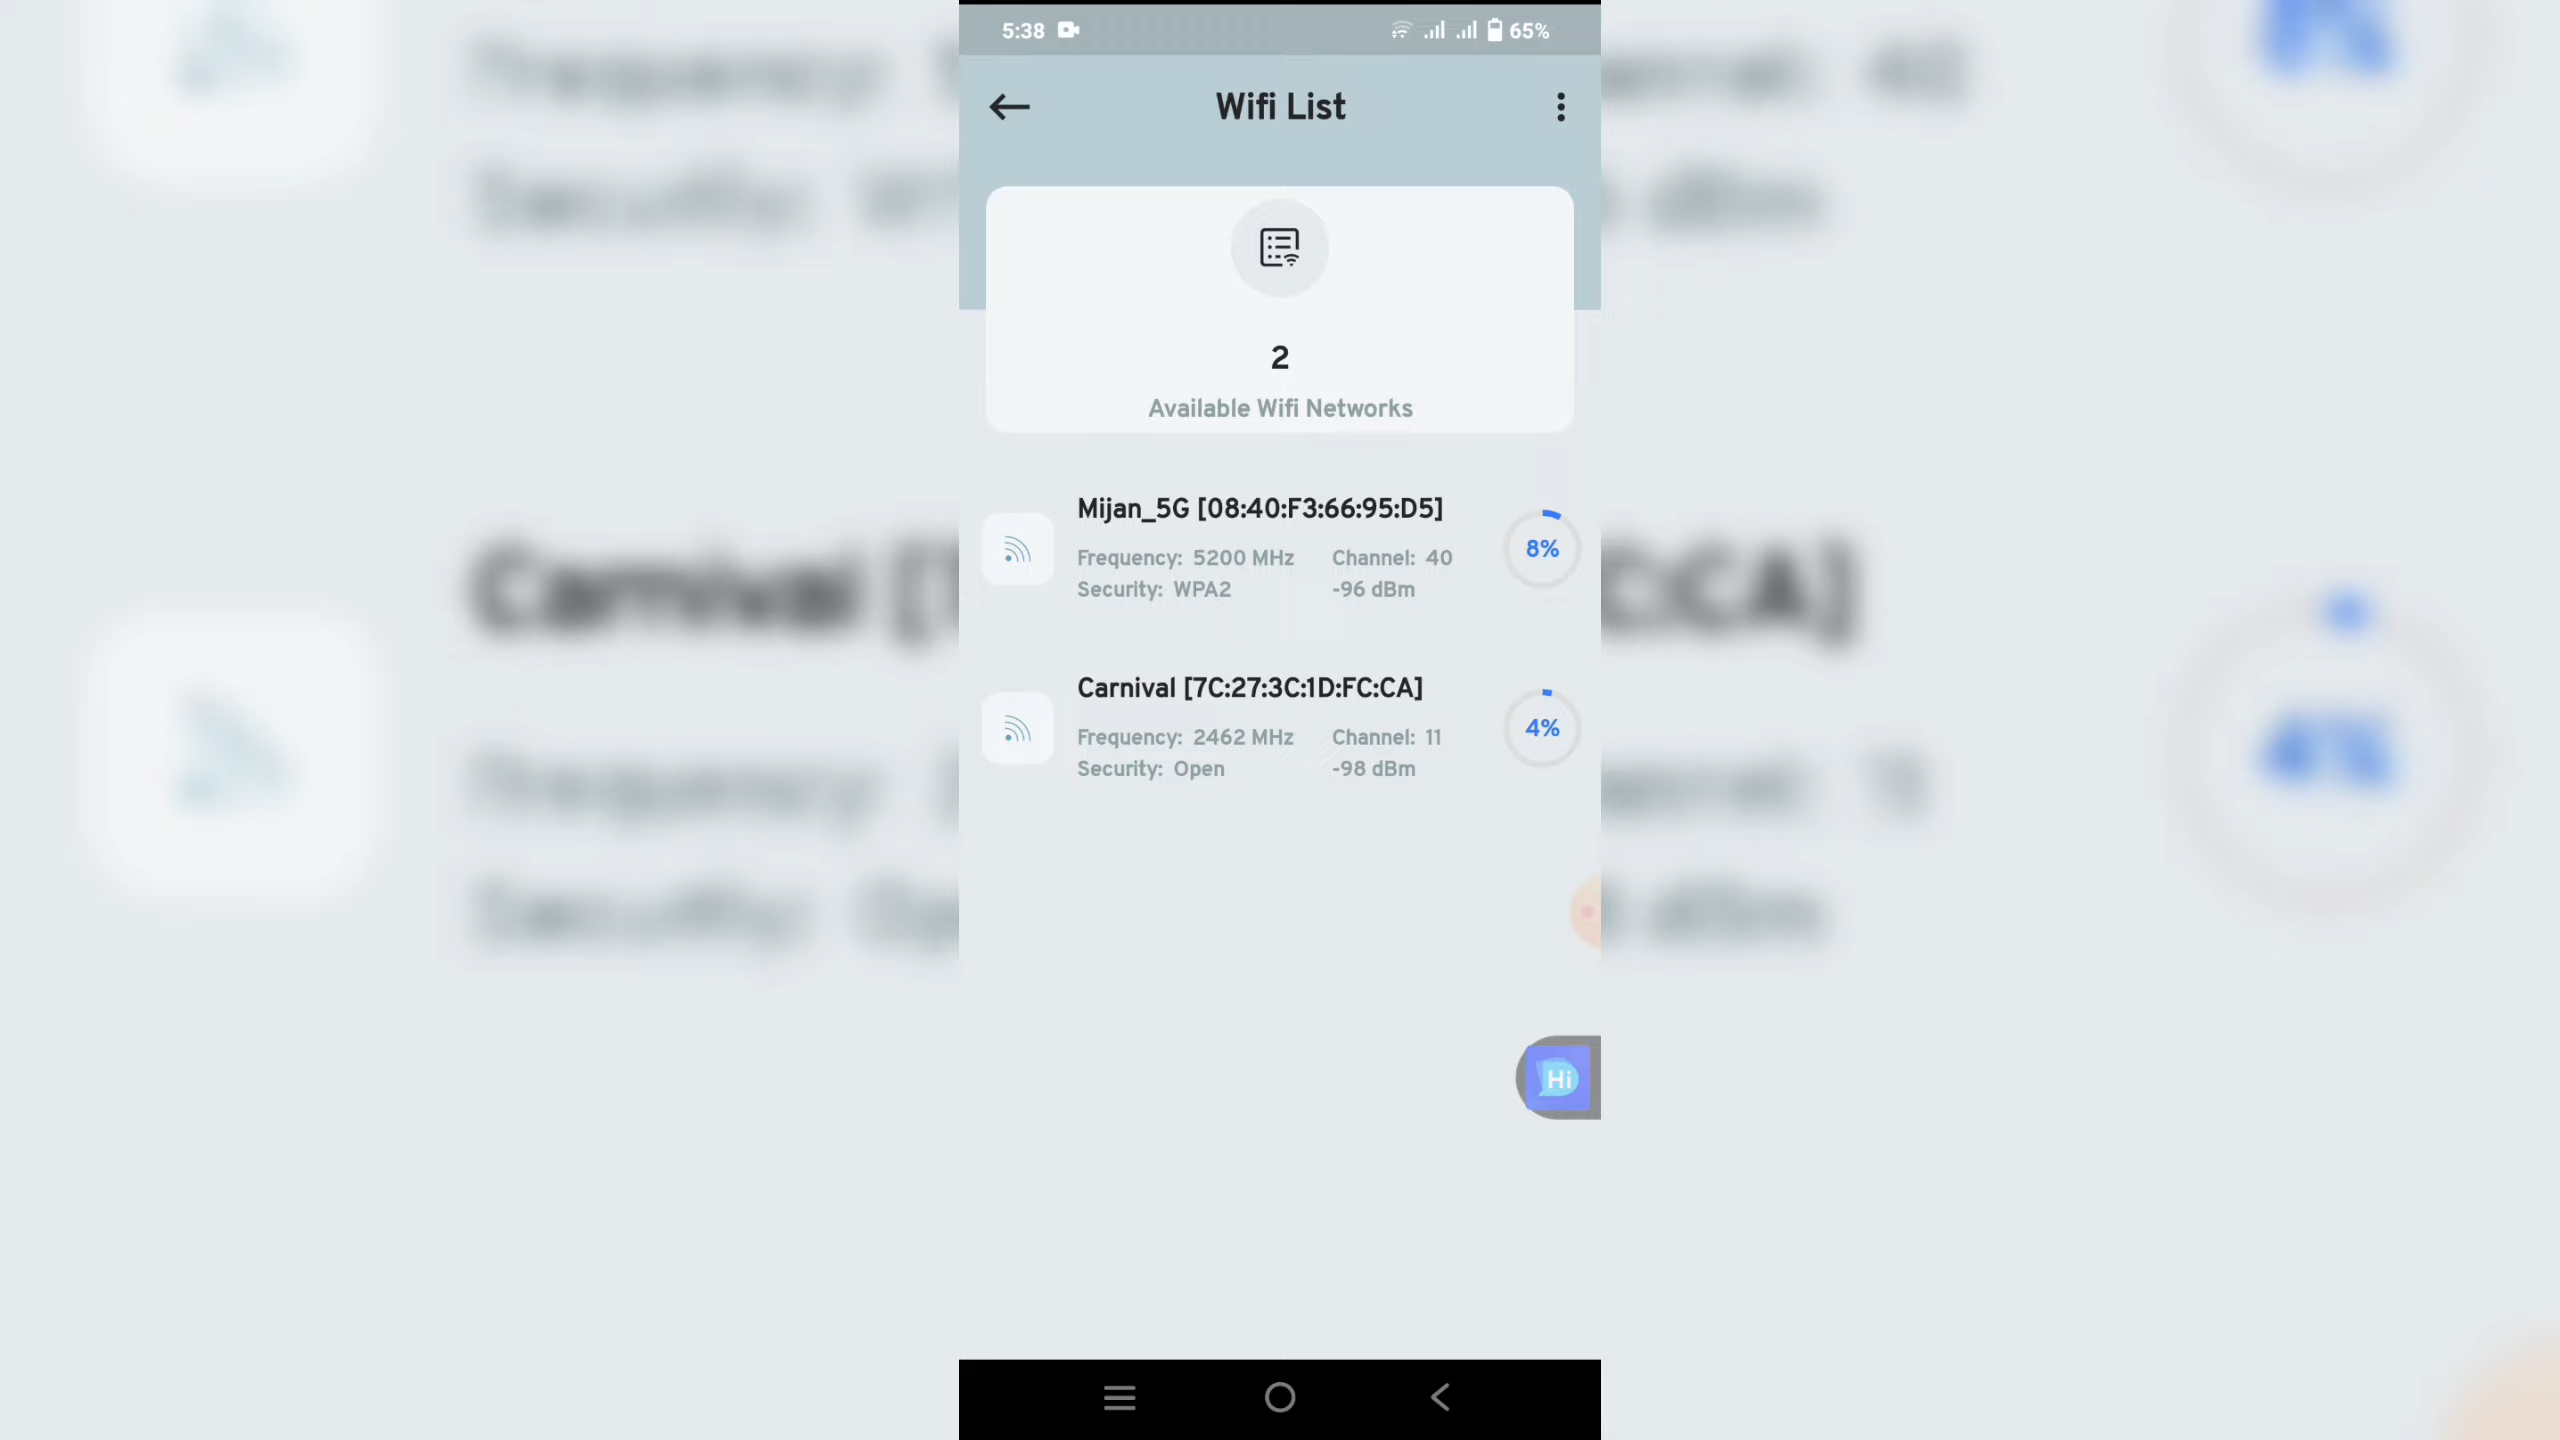 5:38 65%
Wifi List
2
Available Wifi Networks
Mijan_5G [08:40:F3:66:95:D5]
Frequency: 5200 MHz Channel: 40
Security: WPA2 -96 dBm
8%
Carnival [7C:27:3C:1D:FC:CA]
Frequency: 2462 MHz Channel: 11
Security: Open -98 dBm
4%
Hi